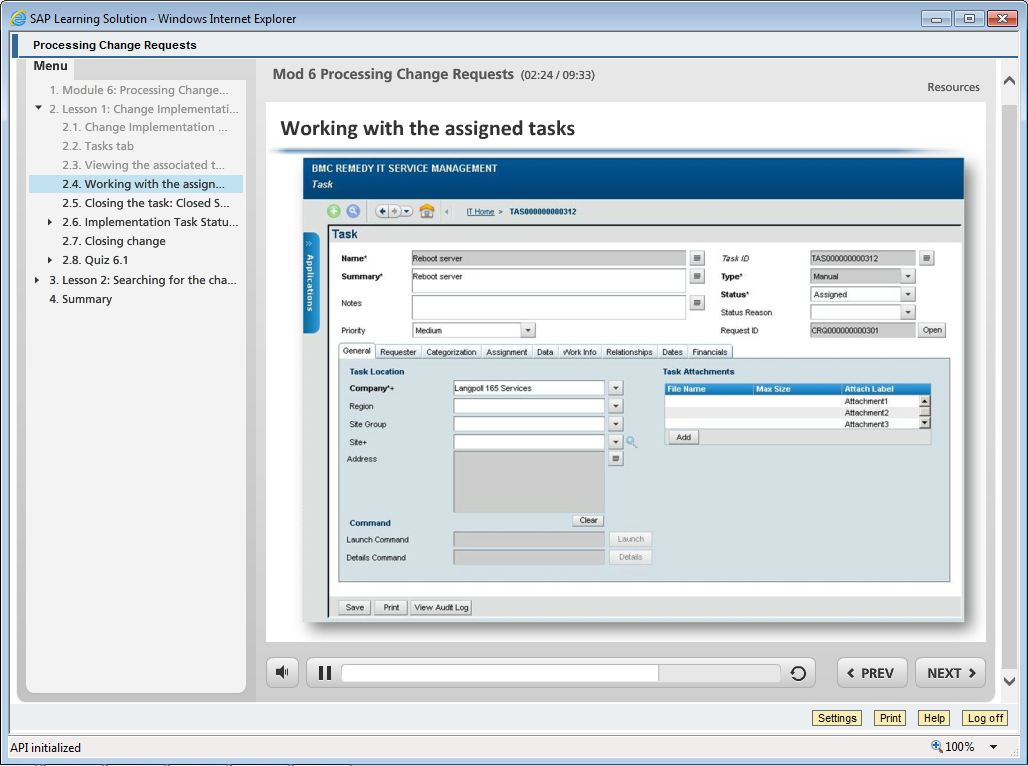 SAP Learning Solution - Windows Internet Explorer
Processing Change Requests
Menu
1. Module 6: Processing Change...
2. Lesson 1: Change Implementati...
2.1. Change Implementation ...
2.2. Tasks tab
2.3. Viewing the associated t...
2.4. Working with the assign...
2.5. Closing the task: Closed S...
2.6. Implementation Task Statu...
2.7. Closing change
2.8. Quiz 6.1
3. Lesson 2: Searching for the cha...
4. Summary
Mod 6 Processing Change Requests (02:24 / 09:33)
Resources
Working with the assigned tasks
BMC REMEDY IT SERVICE MANAGEMENT
Task
IT Home > TAS000000000312
Applications
Task
Name* Reboot server Task ID TAS000000000312
Summary* Reboot server Type* Manual
Status* Assigned
Notes Status Reason
Priority Medium Request ID CRQ000000000301 Open
General Requester Categorization Assignment Data Work Info Relationships Dates Financials
Task Location Task Attachments
Company*+ Langpoll 165 Services File Name Max Size Attach Label
Region Attachment1
Attachment2
Site Group Attachment3
Site+ Add
Address
Command Clear
Launch Command Launch
Details Command Details
Save Print View Audit Log
PREV NEXT
Settings Print Help Log off
API initialized 100%